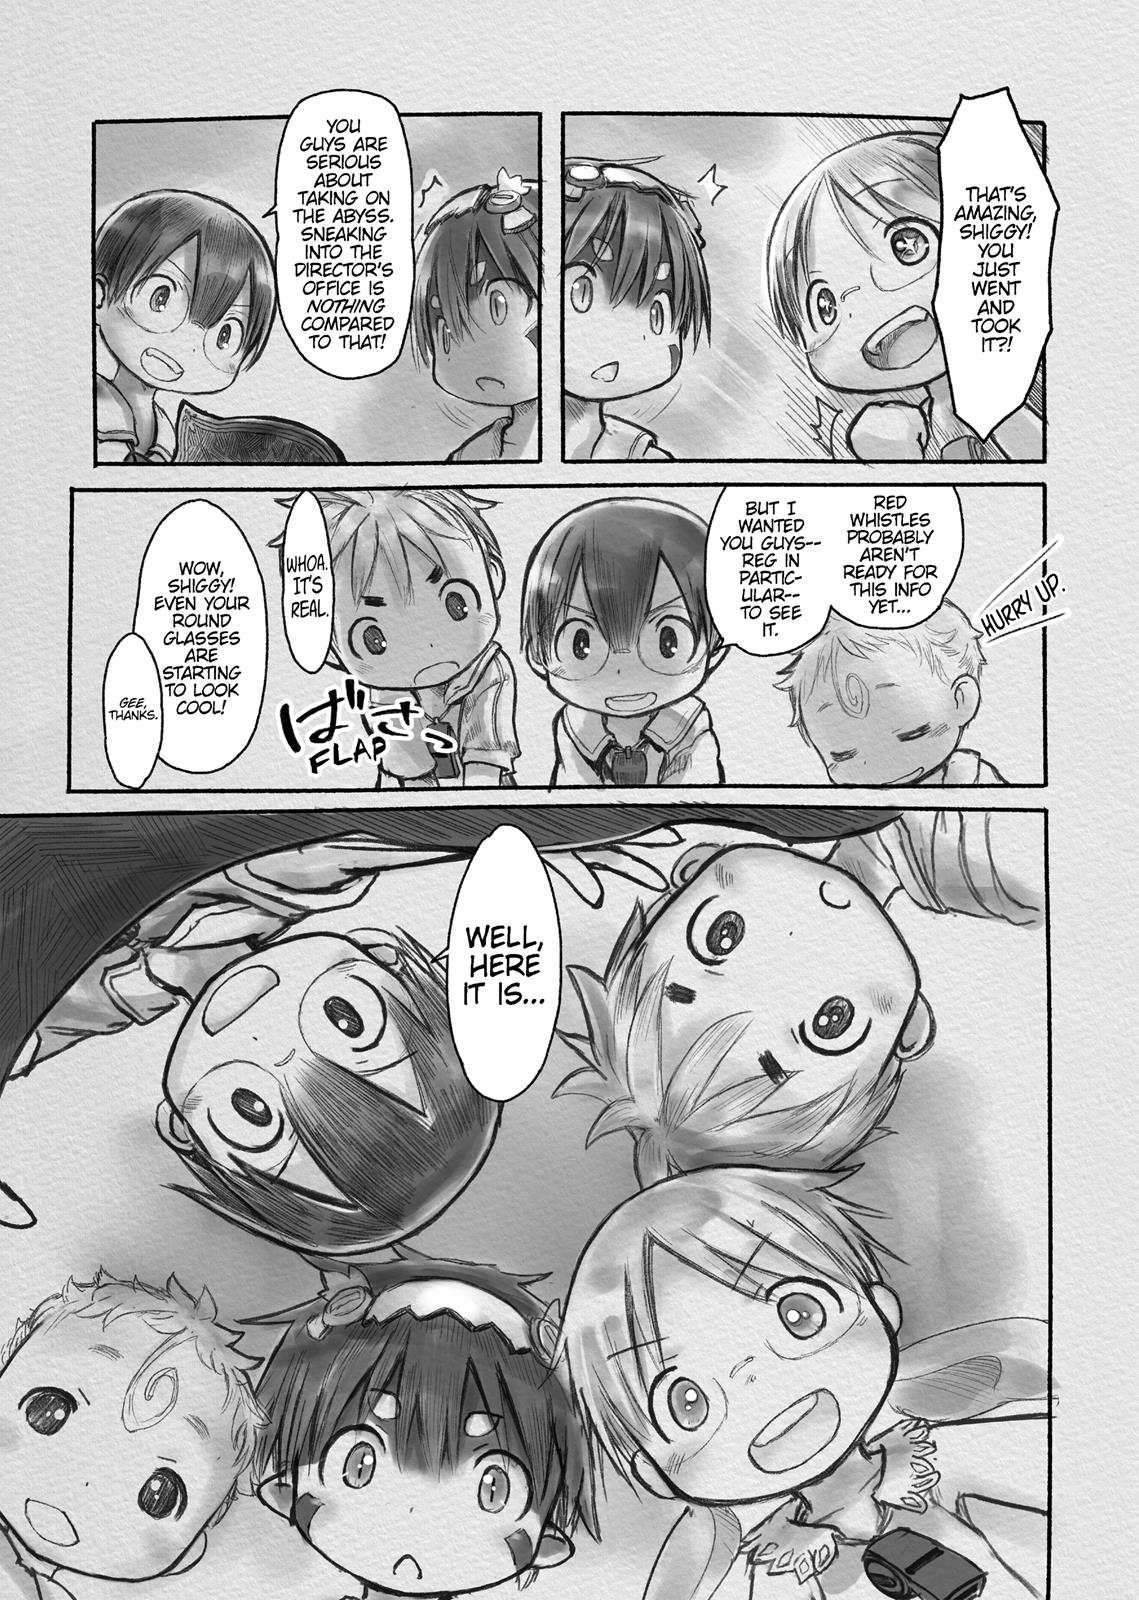 THAT'S
AMAZING,
SHIGGY!
YOU
JUST
WENT
AND
TOOK
IT?!
YOU
GUYS ARE
SERIOUS
ABOUT
TAKING ON
THE ABYSS.
SNEAKING
INTO THE
DIRECTOR'S
OFFICE IS
NOTHING
COMPARED
TO THAT!
RED
WHISTLES
PROBABLY
AREN'T
READY FOR
THIS INFO
YET...
HURRY UP.
BUT I
WANTED
YOU GUYS--
REG IN
PARTIC-
ULAR--
TO SEE
IT.
WHOA.
IT'S
REAL.
ばさっ
FLAP
WOW,
SHIGGY!
EVEN YOUR
ROUND
GLASSES
ARE
STARTING
TO LOOK
COOL!
GEE,
THANKS.
WELL,
HERE
IT IS...